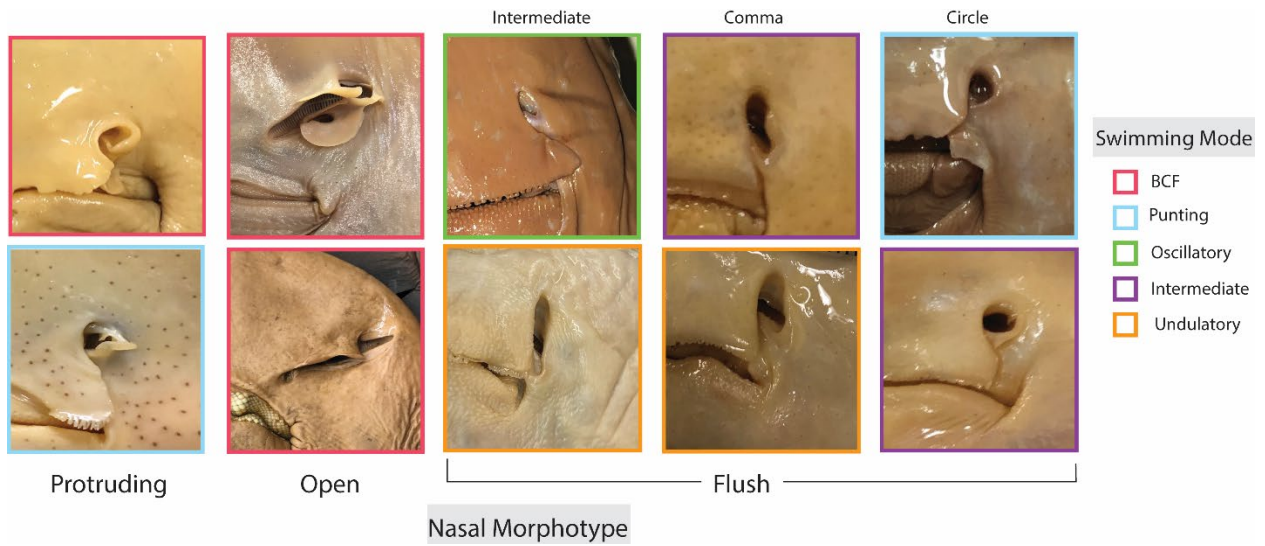 Intermediate
Comma
Circle
Swimming Mode
BCF
Punting
Oscillatory
Intermediate
Undulatory
Protruding
Open
Flush
Nasal Morphotype